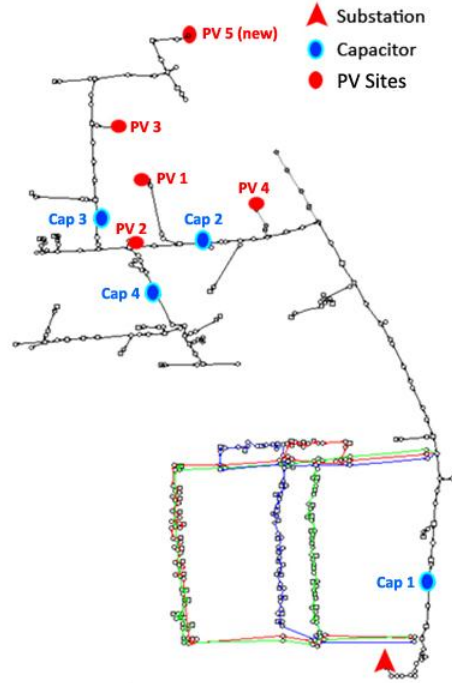 Substation
Capacitor
PV Sites
PV 5 (new)
PV 3
PV 1
PV 4
Cap 3
PV 2
Cap 2
Cap 4
Cap 1